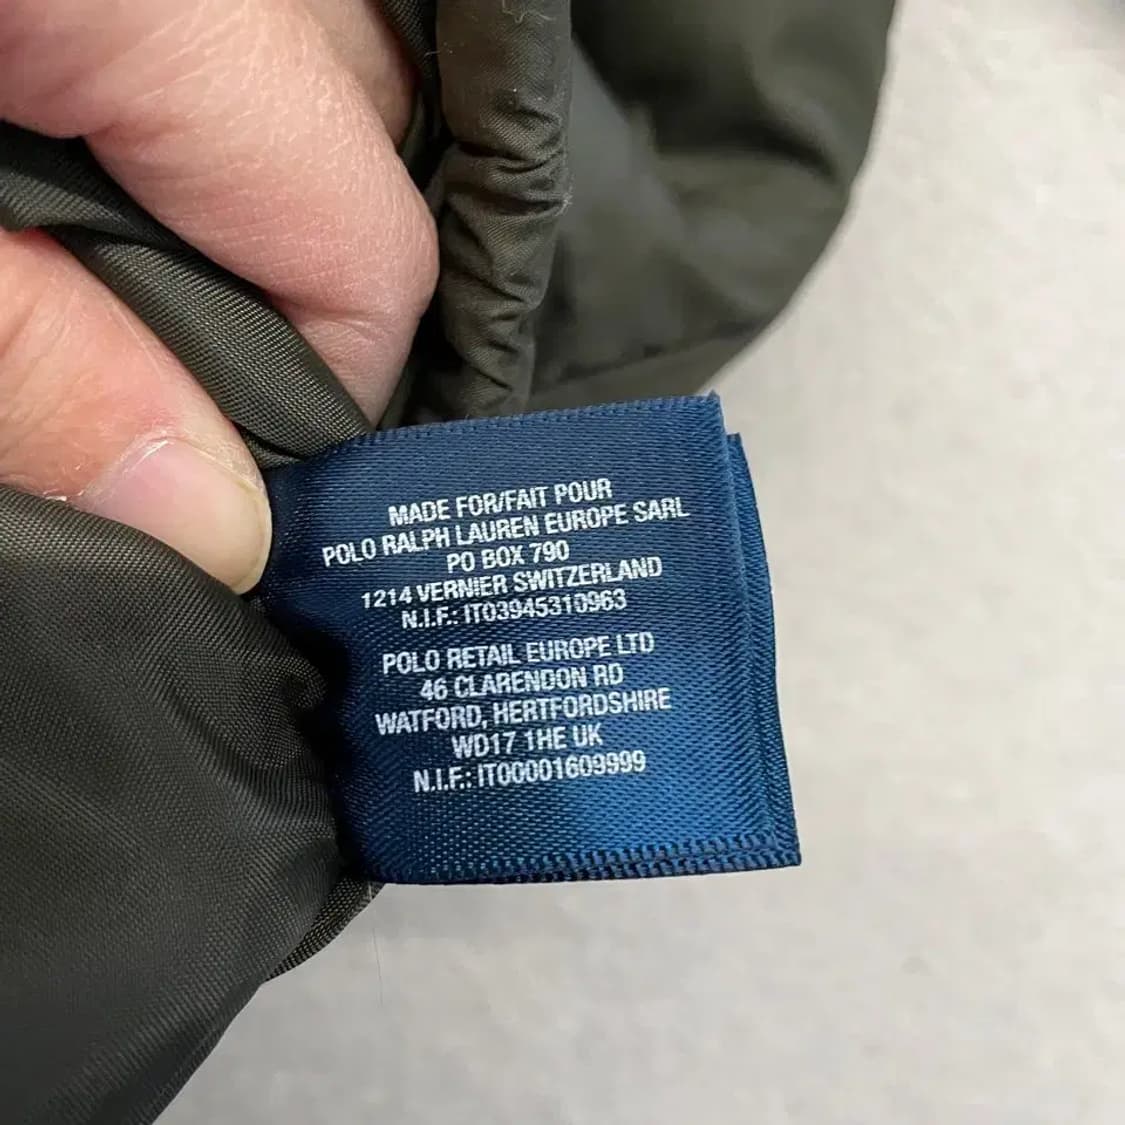 MADE FOR/FAIT POUR
POLO RALPH LAUREN EUROPE SARL
PO BOX 790
1214 VERNIER SWITZERLAND
N.I.F.: IT03945310963
POLO RETAIL EUROPE LTD
46 CLARENDON RD
WATFORD, HERTFORDSHIRE
WD17 1HE UK
N.I.F.: IT00001609999